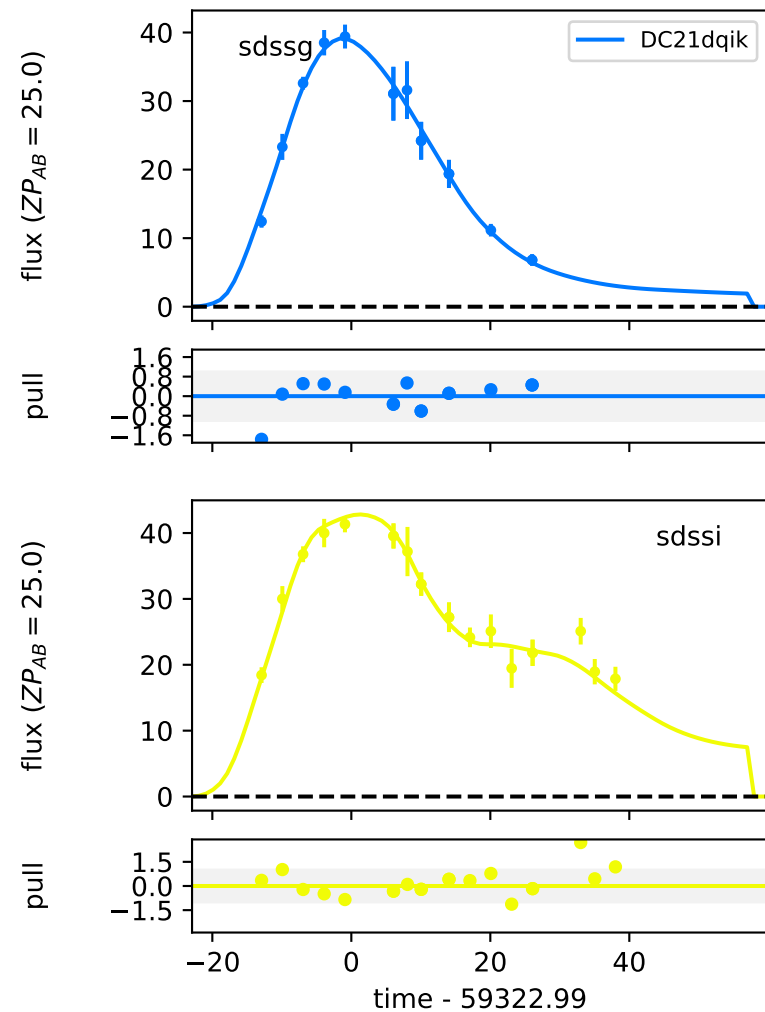 40
30
20
10
0
flux (ZP_AB = 25.0)
sdssg
DC21dqik
1.6
0.8
0.0
−0.8
−1.6
pull
40
30
20
10
0
flux (ZP_AB = 25.0)
sdssi
1.5
0.0
−1.5
pull
−20 0 20 40
time - 59322.99